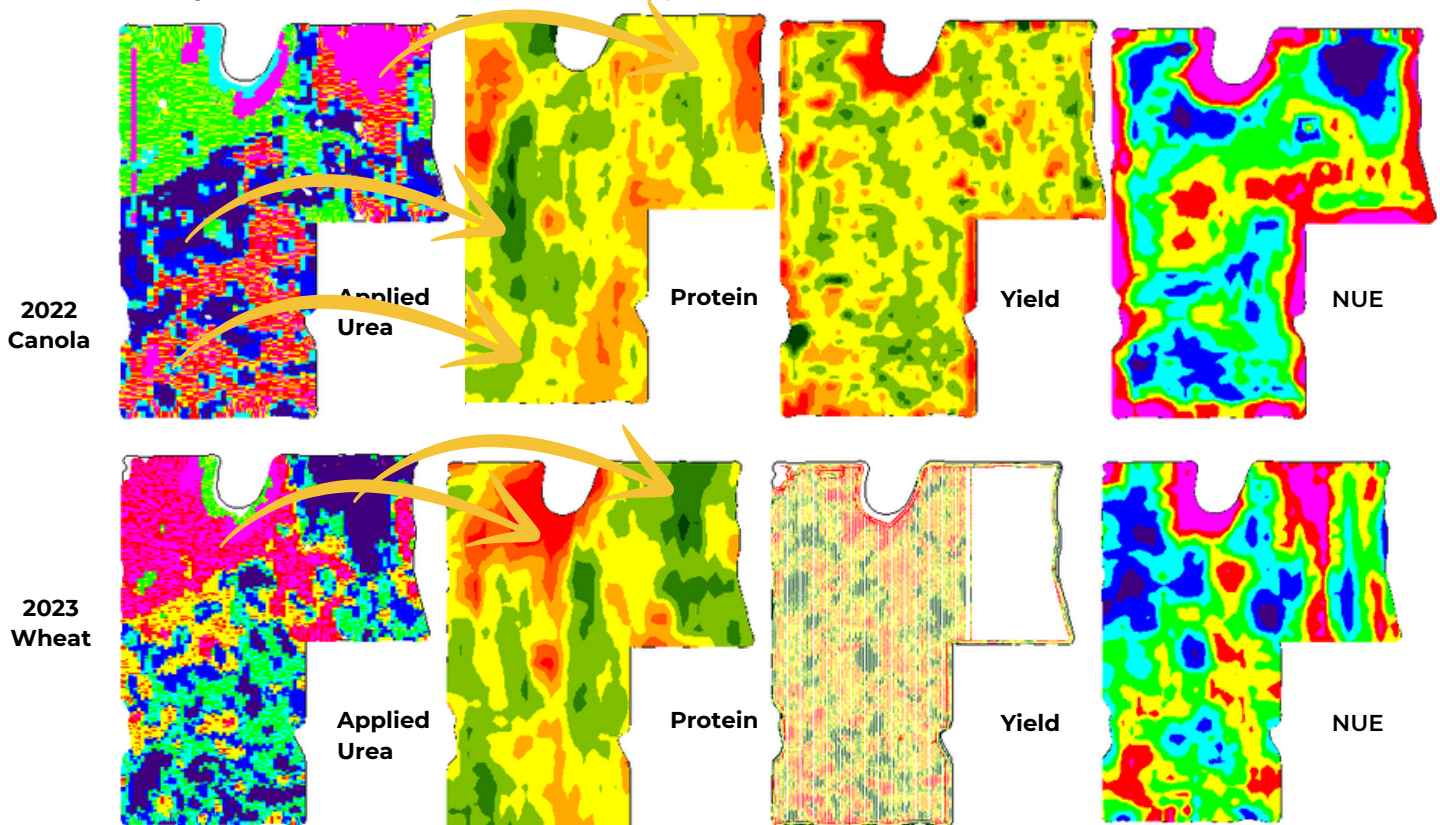 2022
Canola
Applied
Urea
Protein
Yield
NUE
2023
Wheat
Applied
Urea
Protein
Yield
NUE